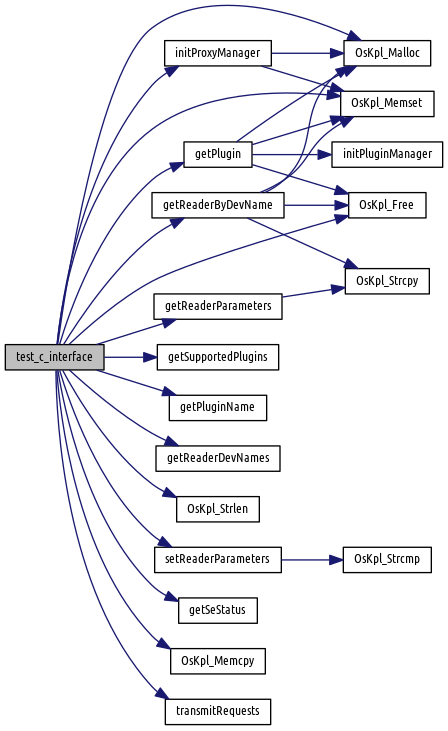 initProxyManager
OsKpl_Malloc
OsKpl_Memset
getPlugin
initPluginManager
getReaderByDevName
OsKpl_Free
OsKpl_Strcpy
getReaderParameters
test_c_interface
getSupportedPlugins
getPluginName
getReaderDevNames
OsKpl_Strlen
setReaderParameters
OsKpl_Strcmp
getSeStatus
OsKpl_Memcpy
transmitRequests